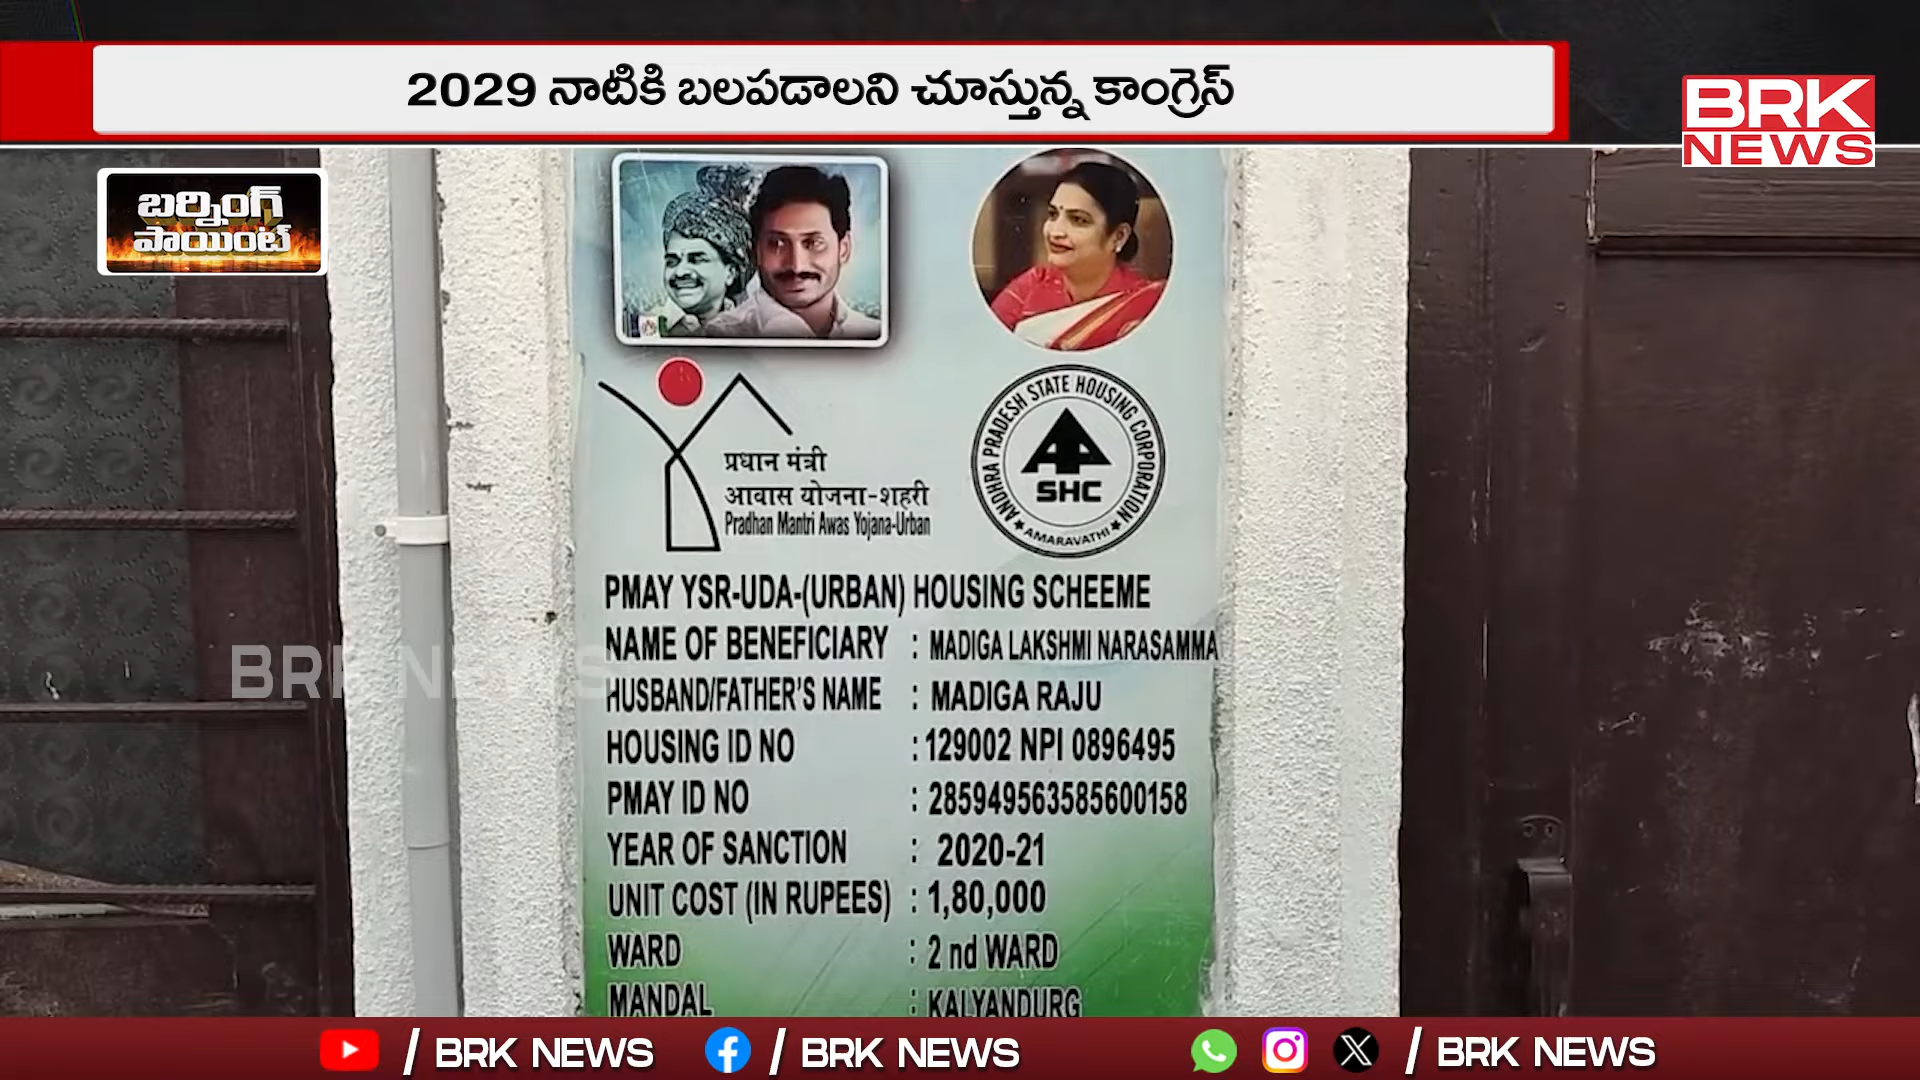 2029 నాటికి బలపడాలని చూస్తున్న కాంగ్రెస్
BRK
NEWS
బర్నింగ్
పాయింట్
प्रधान मंत्री
आवास योजना-शहरी
Pradhan Mantri Awas Yojana-Urban
ANDHRA PRADESH STATE HOUSING CORPORATION
SHC
★ AMARAVATHI ★
PMAY YSR-UDA-(URBAN) HOUSING SCHEEME
NAME OF BENEFICIARY : MADIGA LAKSHMI NARASAMMA
HUSBAND/FATHER'S NAME : MADIGA RAJU
HOUSING ID NO : 129002 NPI 0896495
PMAY ID NO : 285949563585600158
YEAR OF SANCTION : 2020-21
UNIT COST (IN RUPEES) : 1,80,000
WARD : 2 nd WARD
MANDAL : KALYANDURG
BRK NEWS
/ BRK NEWS / BRK NEWS / BRK NEWS